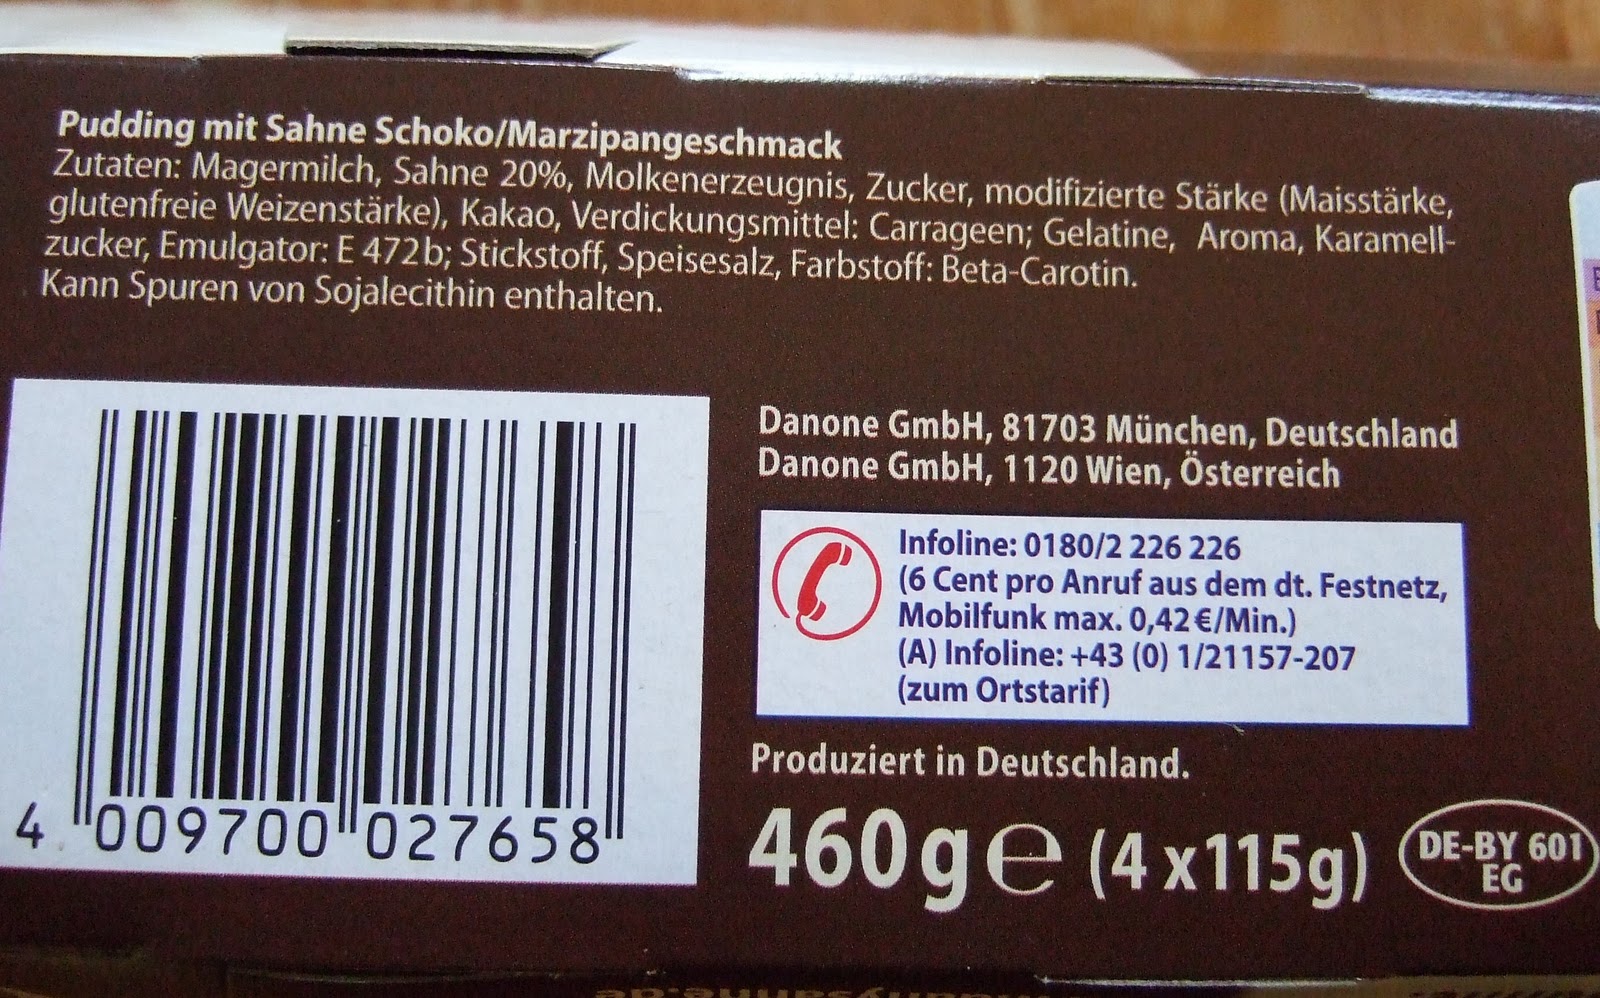 Pudding mit Sahne Schoko/Marzipangeschmack
Zutaten: Magermilch, Sahne 20%, Molkenerzeugnis, Zucker, modifizierte Stärke (Maisstärke,
glutenfreie Weizenstärke), Kakao, Verdickungsmittel: Carrageen; Gelatine, Aroma, Karamell-
zucker, Emulgator: E 472b; Stickstoff, Speisesalz, Farbstoff: Beta-Carotin.
Kann Spuren von Sojalecithin enthalten.
4 009700 027658
Danone GmbH, 81703 München, Deutschland
Danone GmbH, 1120 Wien, Österreich
Infoline: 0180/2 226 226
(6 Cent pro Anruf aus dem dt. Festnetz,
Mobilfunk max. 0,42 €/Min.)
(A) Infoline: +43 (0) 1/21157-207
(zum Ortstarif)
Produziert in Deutschland.
460g e (4 x 115g)
DE-BY 601
EG